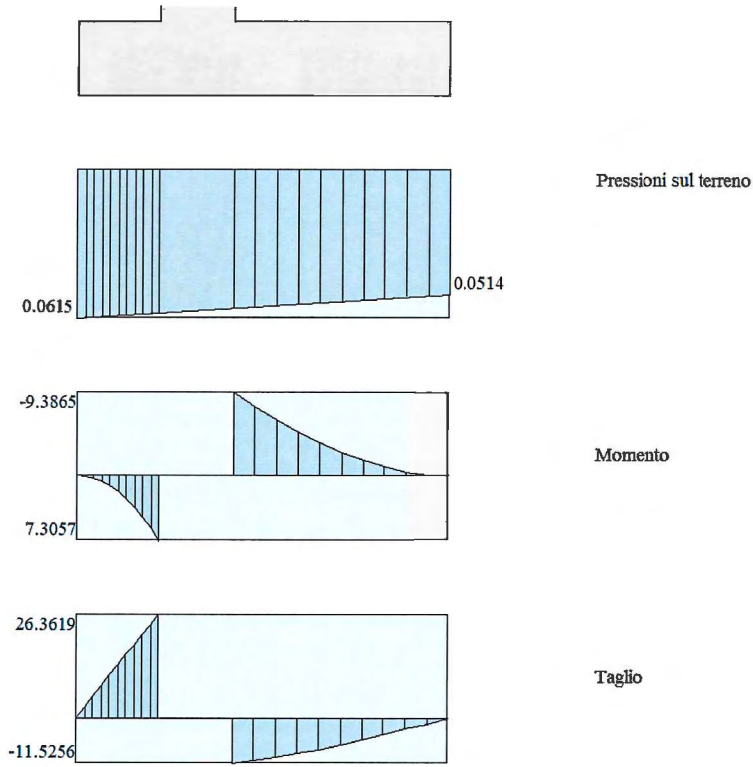 Pressioni sul terreno
0.0514
0.0615
-9.3865
Momento
7.3057
26.3619
Taglio
-11.5256